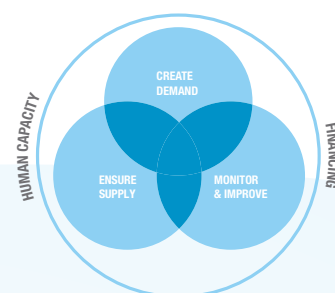 CREATE
DEMAND
HUMAN CAPACITY
FINANCING
ENSURE
SUPPLY
MONITOR
& IMPROVE